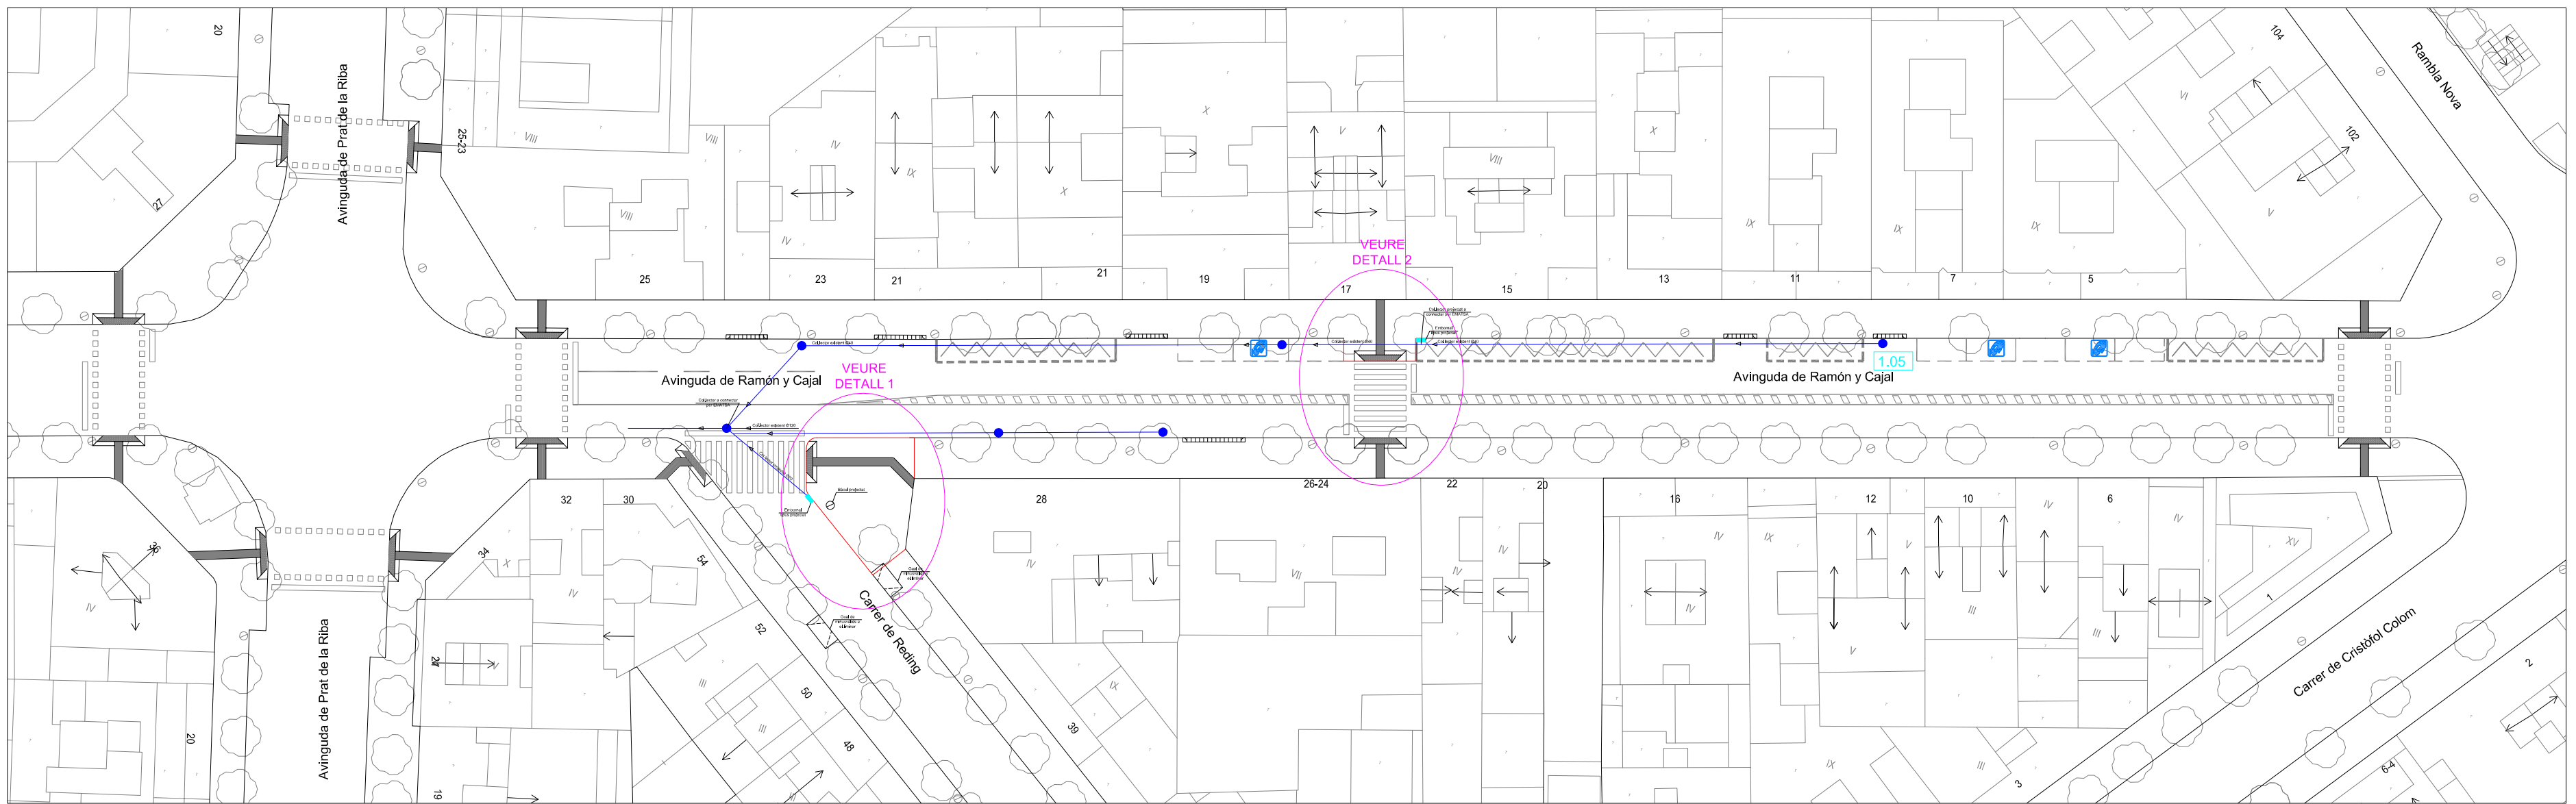 20
Avinguda de Prat de la Riba
25-23
27
VIII
VIII
VIII
IV
IX
X
X
V
VIII
X
IX
IX
IX
VI
V
104
102
Rambla Nova
25
23
21
21
19
17
15
13
11
7
5
VEURE
DETALL 2
VEURE
DETALL 1
Avinguda de Ramón y Cajal
Avinguda de Ramón y Cajal
1.05
32
30
28
26-24
22
20
16
12
10
6
1
36
34
54
52
50
48
39
IV
X
IV
III
III
III
IX
IV
VII
IV
IV
IX
V
V
III
IV
IV
IV
XV
IX
III
Carrer de Reding
Carrer de Cristòfol Colom
Avinguda de Prat de la Riba
20
24
19
3
2
6-4